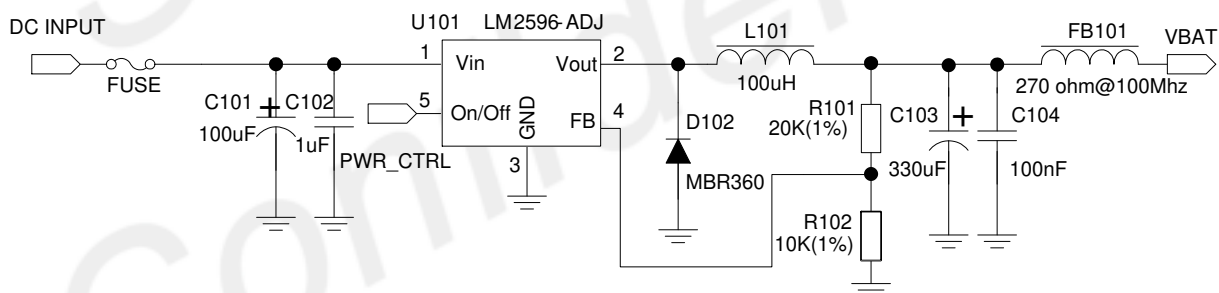 DC INPUT
FUSE
C101
100uF
+
C102
1uF
U101
LM2596-ADJ
1
Vin
Vout
2
5
On/Off
GND
FB
4
3
PWR_CTRL
L101
100uH
D102
MBR360
R101
20K(1%)
R102
10K(1%)
C103
+
330uF
C104
100nF
FB101
270 ohm@100Mhz
VBAT